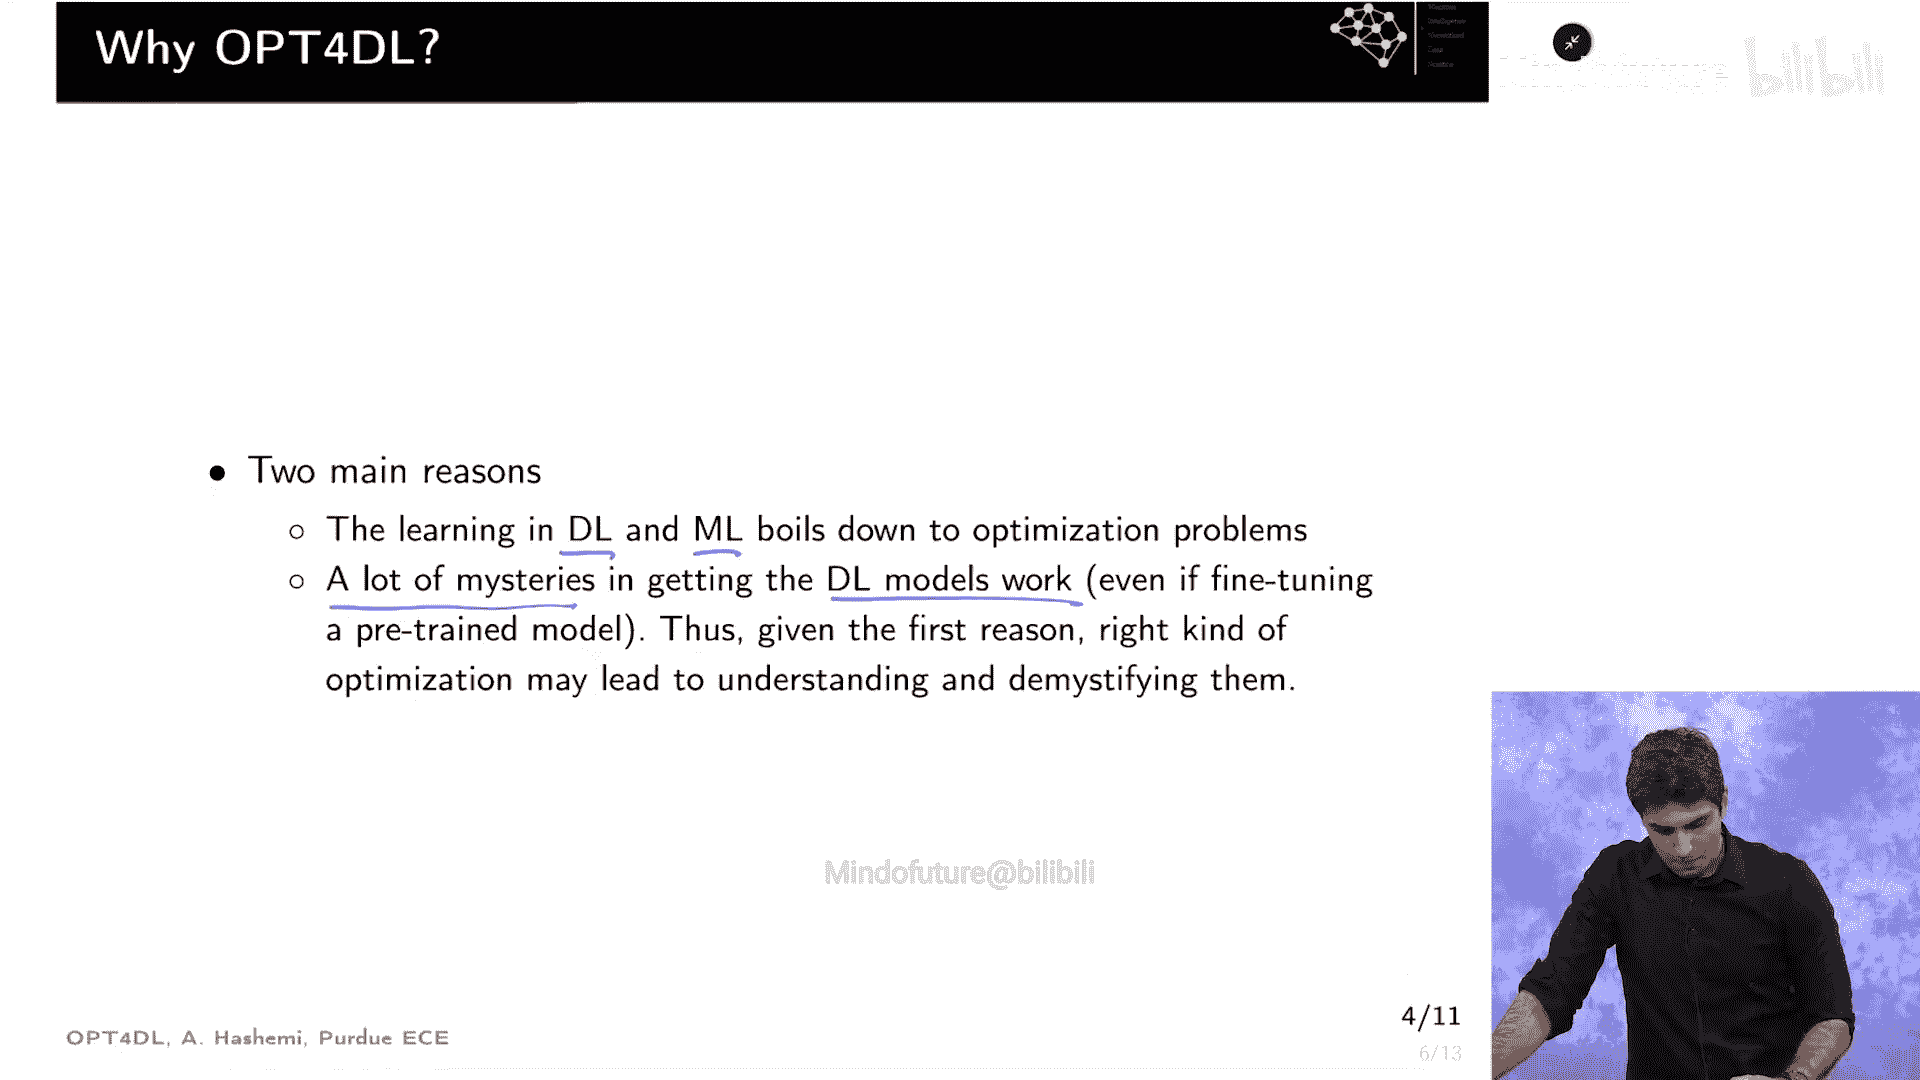 Why OPT4DL?
bilibili
• Two main reasons
○ The learning in DL and ML boils down to optimization problems
○ A lot of mysteries in getting the DL models work (even if fine-tuning
a pre-trained model). Thus, given the first reason, right kind of
optimization may lead to understanding and demystifying them.
Mindofuture@bilibili
4/11
OPT4DL, A. Hashemi, Purdue ECE
6/13